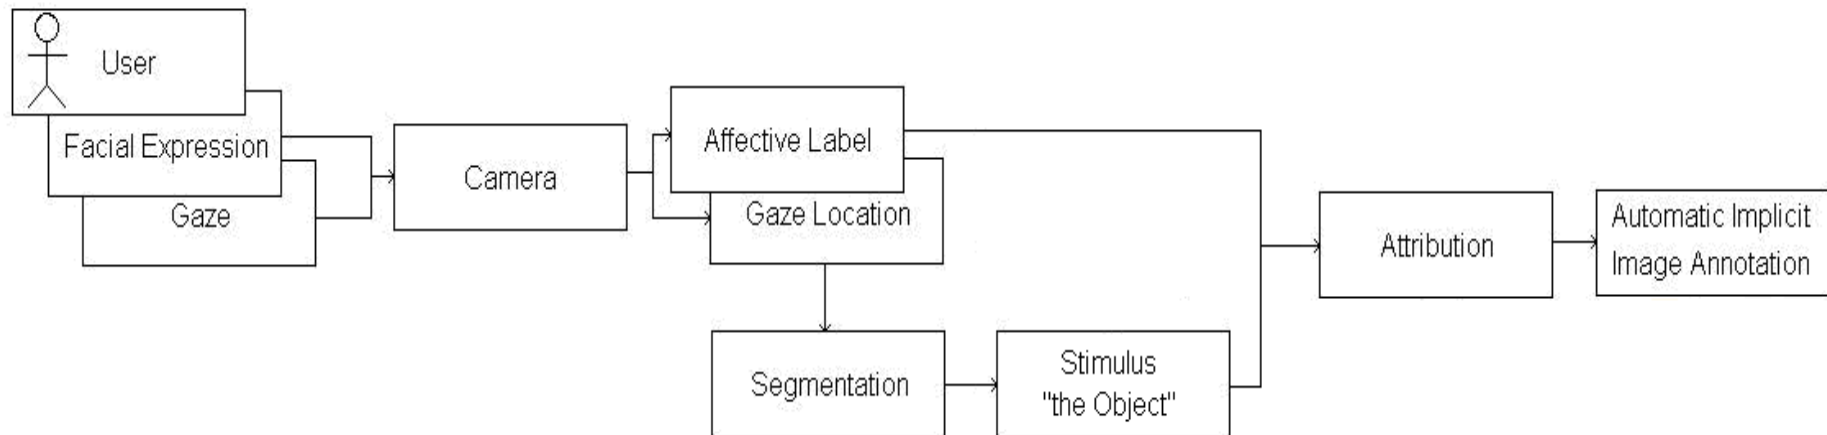 User
Facial Expression
Gaze
Camera
Affective Label
Gaze Location
Segmentation
Stimulus
"the Object"
Attribution
Automatic Implicit
Image Annotation